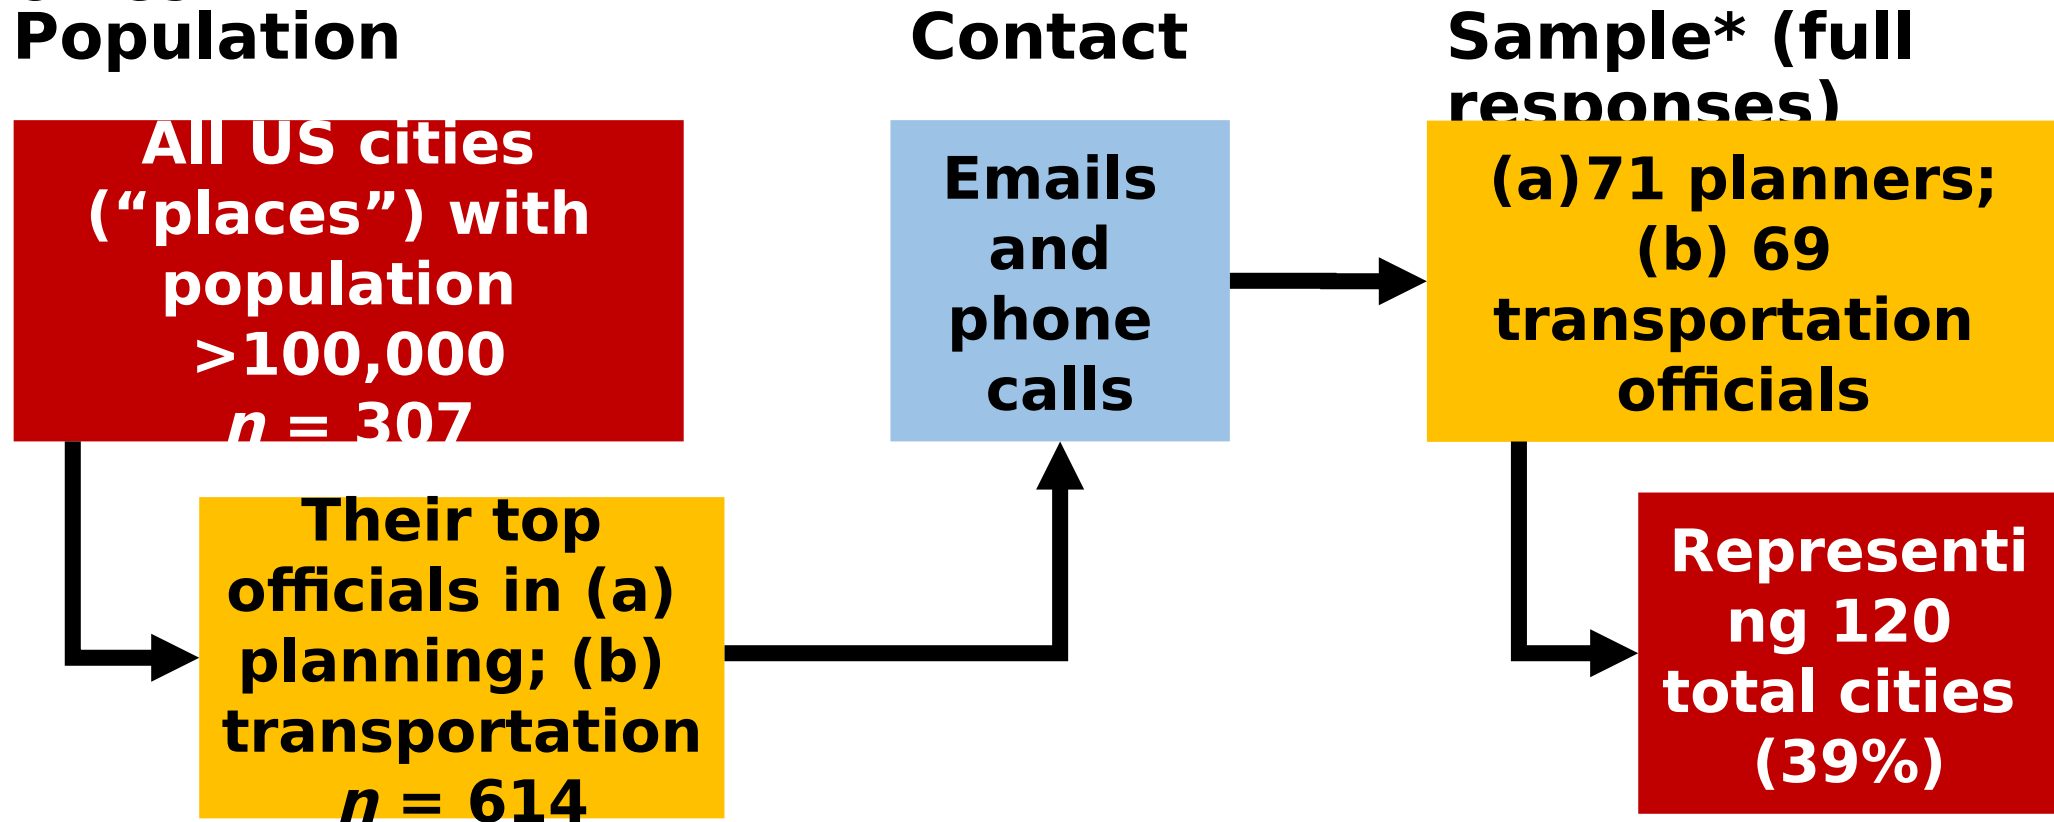 Population
All US cities
(“places”) with
population
>100,000
n = 307
Their top
officials in (a)
planning; (b)
transportation
n = 614
Contact
Emails
and
phone
calls
Sample* (full
responses)
(a)71 planners;
(b) 69
transportation
officials
Representi
ng 120
total cities
(39%)